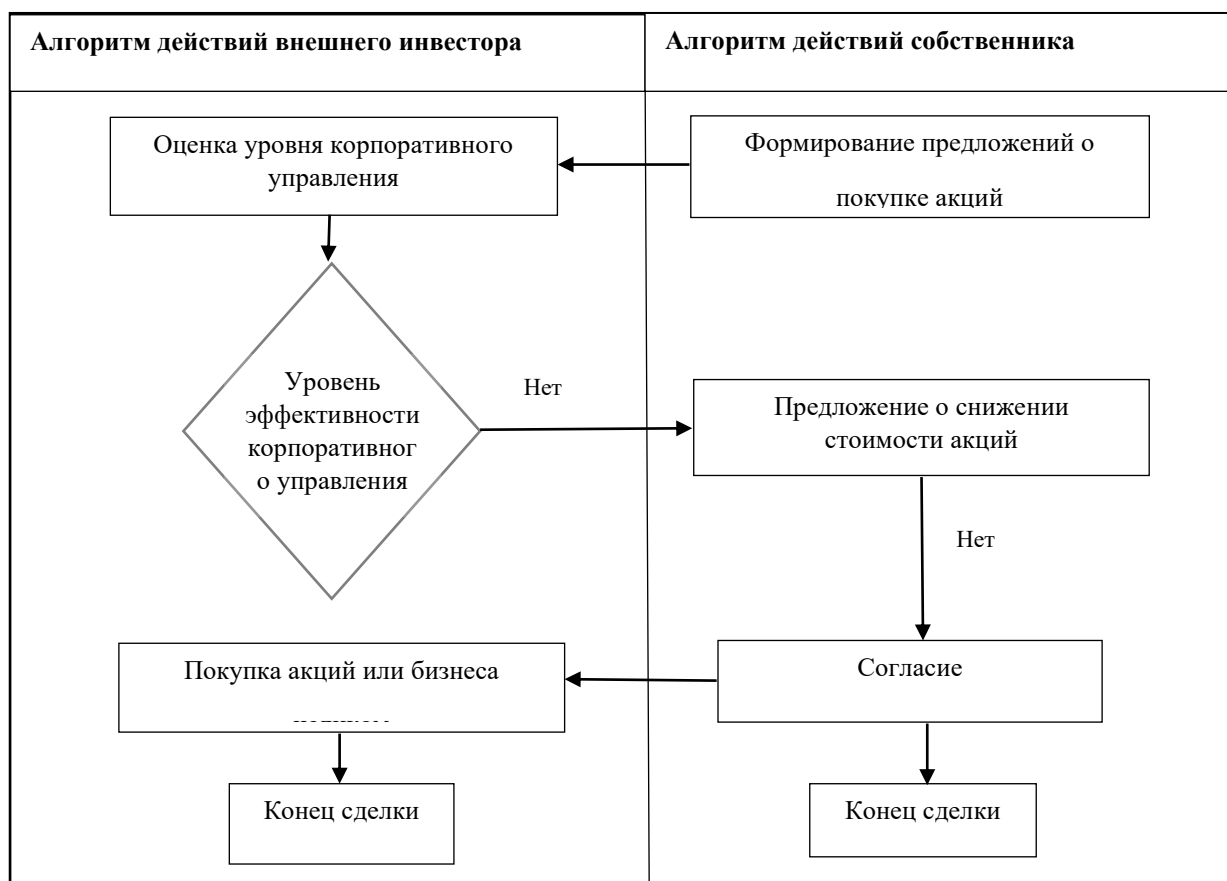 Алгоритм действий внешнего инвестора
Алгоритм действий собственника
Оценка уровня корпоративного
управления
Формирование предложений о
покупке акций
Уровень
эффективности
корпоративног
о управления
Нет
Предложение о снижении
стоимости акций
Нет
Покупка акций или бизнеса
Согласие
Конец сделки
Конец сделки